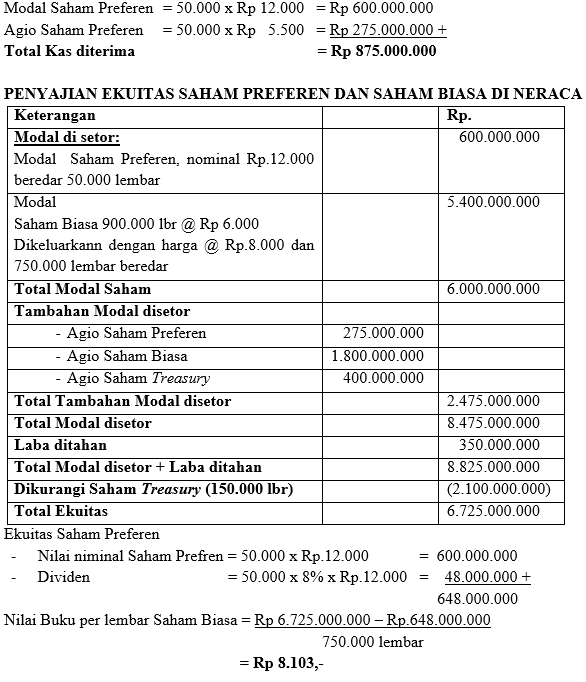 Modal Saham Preferen = 50.000 x Rp 12.000 = Rp 600.000.000
Agio Saham Preferen = 50.000 x Rp 5.500 = Rp 275.000.000 +
Total Kas diterima = Rp 875.000.000
PENYAJIAN EKUITAS SAHAM PREFEREN DAN SAHAM BIASA DI NERACA
Keterangan Rp.
Modal di setor: 600.000.000
Modal Saham Preferen, nominal Rp.12.000
beredar 50.000 lembar
Modal 5.400.000.000
Saham Biasa 900.000 lbr @ Rp 6.000
Dikeluarkann dengan harga @ Rp.8.000 dan
750.000 lembar beredar
Total Modal Saham 6.000.000.000
Tambahan Modal disetor
- Agio Saham Preferen 275.000.000
- Agio Saham Biasa 1.800.000.000
- Agio Saham Treasury 400.000.000
Total Tambahan Modal disetor 2.475.000.000
Total Modal disetor 8.475.000.000
Laba ditahan 350.000.000
Total Modal disetor + Laba ditahan 8.825.000.000
Dikurangi Saham Treasury (150.000 lbr) (2.100.000.000)
Total Ekuitas 6.725.000.000
Ekuitas Saham Preferen
- Nilai niminal Saham Prefren = 50.000 x Rp.12.000 = 600.000.000
- Dividen = 50.000 x 8% x Rp.12.000 = 48.000.000 +
648.000.000
Nilai Buku per lembar Saham Biasa = Rp 6.725.000.000 – Rp.648.000.000
750.000 lembar
= Rp 8.103,-